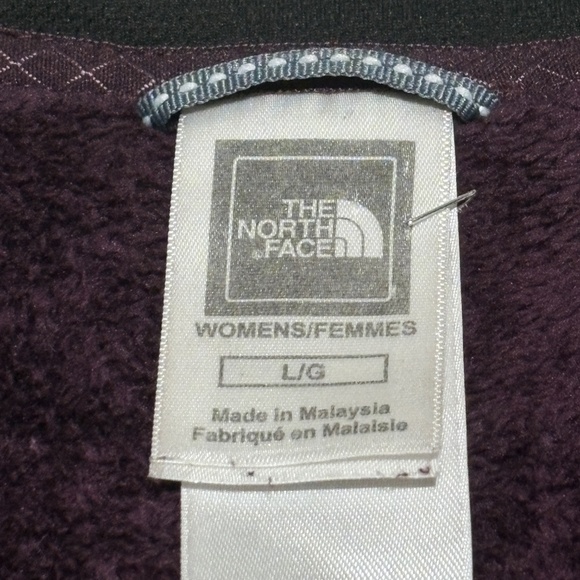 THE
NORTH
FACE
WOMENS/FEMMES
L/G
Made in Malaysia
Fabriqué en Malaisie